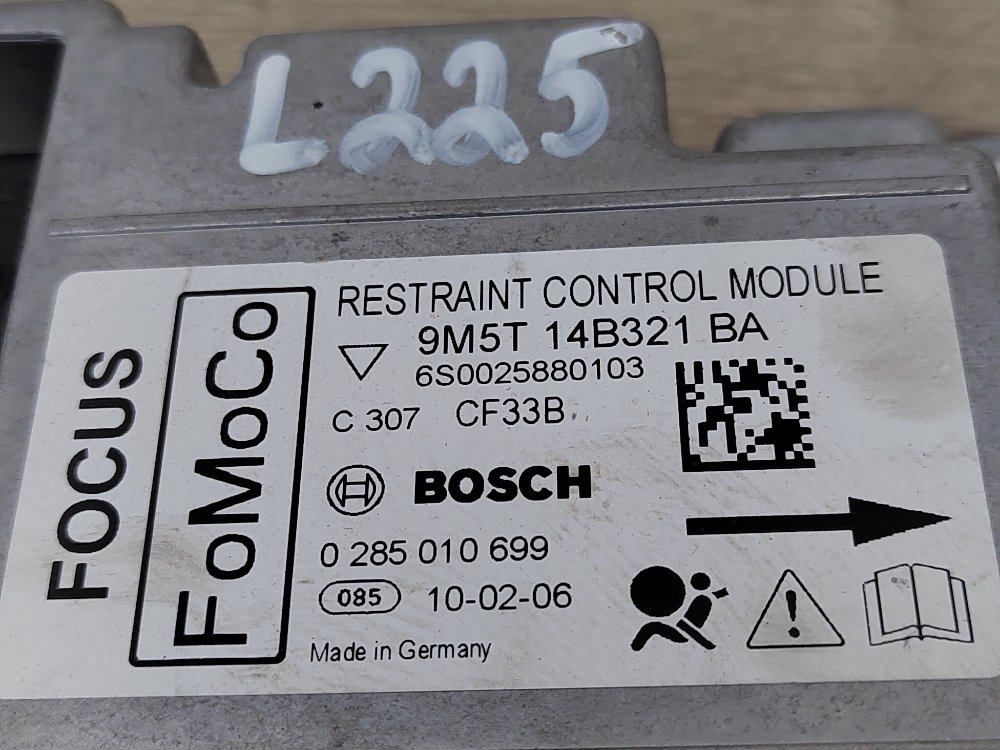 L225
FOCUS
FoMoCo
RESTRAINT CONTROL MODULE
9M5T 14B321 BA
6S0025880103
C 307 CF33B
BOSCH
0 285 010 699
085 10-02-06
Made in Germany